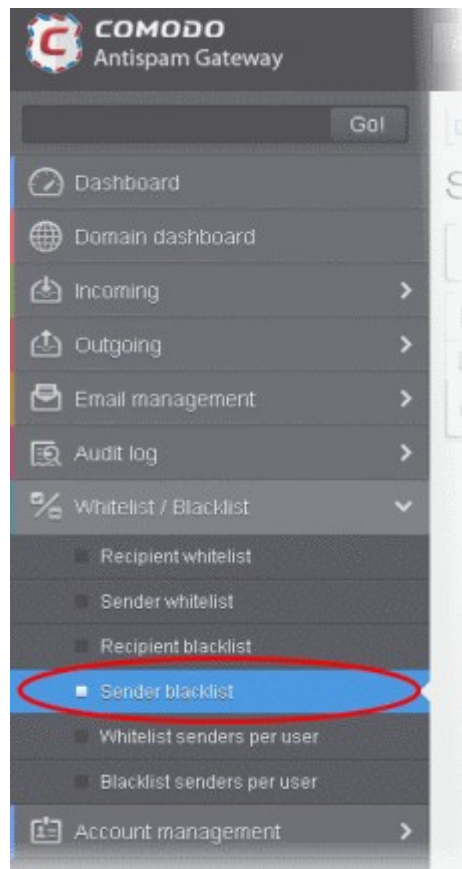 COMODO
Antispam Gateway
Go!
Dashboard
Domain dashboard
Incoming
Outgoing
Email management
Audit log
Whitelist / Blacklist
Recipient whitelist
Sender whitelist
Recipient blacklist
Sender blacklist
Whitelist senders per user
Blacklist senders per user
Account management